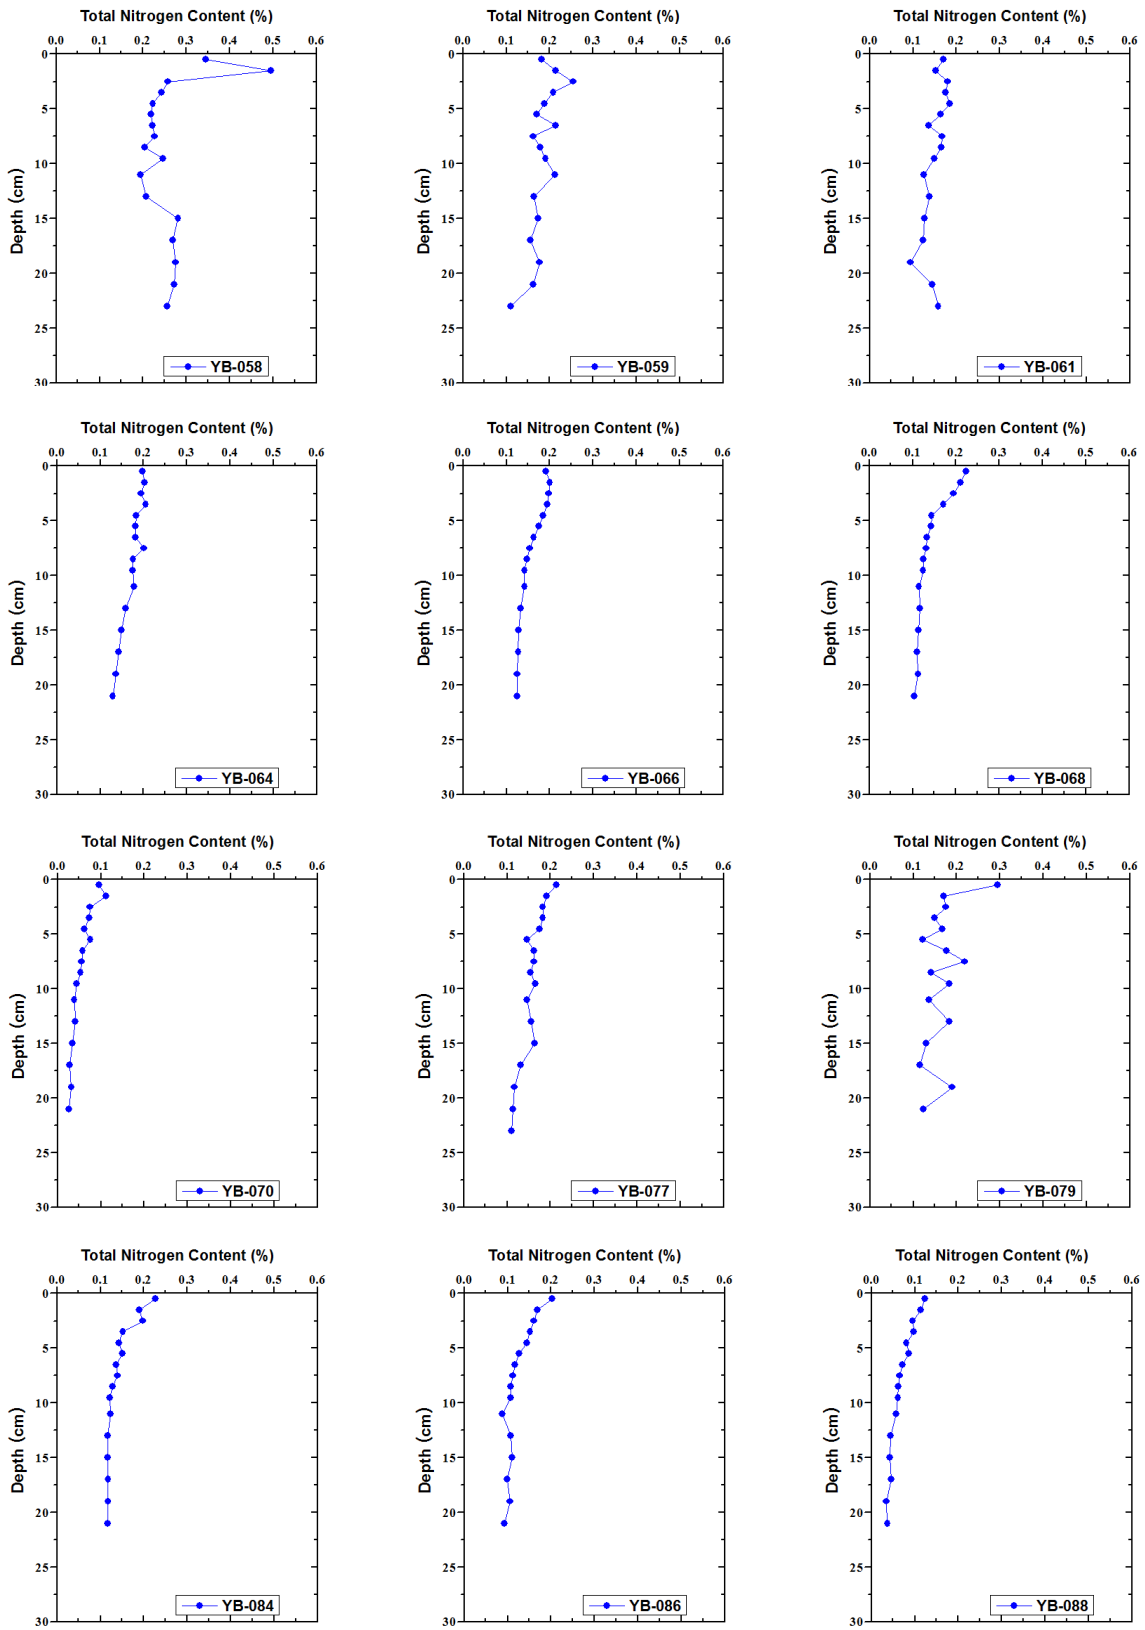 Total Nitrogen Content (%) Total Nitrogen Content (%) Total Nitrogen Content (%)
0.0 0.1 0.2 0.3 0.4 0.5 0.6 0.0 0.1 0.2 0.3 0.4 0.5 0.6 0.0 0.1 0.2 0.3 0.4 0.5 0.6
0 0 0
5 5 5
10 10 10
15 15 15
20 20 20
25 25 25
30 30 30
Depth (cm) Depth (cm) Depth (cm)
YB-058 YB-059 YB-061
Total Nitrogen Content (%) Total Nitrogen Content (%) Total Nitrogen Content (%)
0.0 0.1 0.2 0.3 0.4 0.5 0.6 0.0 0.1 0.2 0.3 0.4 0.5 0.6 0.0 0.1 0.2 0.3 0.4 0.5 0.6
0 0 0
5 5 5
10 10 10
15 15 15
20 20 20
25 25 25
30 30 30
Depth (cm) Depth (cm) Depth (cm)
YB-064 YB-066 YB-068
Total Nitrogen Content (%) Total Nitrogen Content (%) Total Nitrogen Content (%)
0.0 0.1 0.2 0.3 0.4 0.5 0.6 0.0 0.1 0.2 0.3 0.4 0.5 0.6 0.0 0.1 0.2 0.3 0.4 0.5 0.6
0 0 0
5 5 5
10 10 10
15 15 15
20 20 20
25 25 25
30 30 30
Depth (cm) Depth (cm) Depth (cm)
YB-070 YB-077 YB-079
Total Nitrogen Content (%) Total Nitrogen Content (%) Total Nitrogen Content (%)
0.0 0.1 0.2 0.3 0.4 0.5 0.6 0.0 0.1 0.2 0.3 0.4 0.5 0.6 0.0 0.1 0.2 0.3 0.4 0.5 0.6
0 0 0
5 5 5
10 10 10
15 15 15
20 20 20
25 25 25
30 30 30
Depth (cm) Depth (cm) Depth (cm)
YB-084 YB-086 YB-088